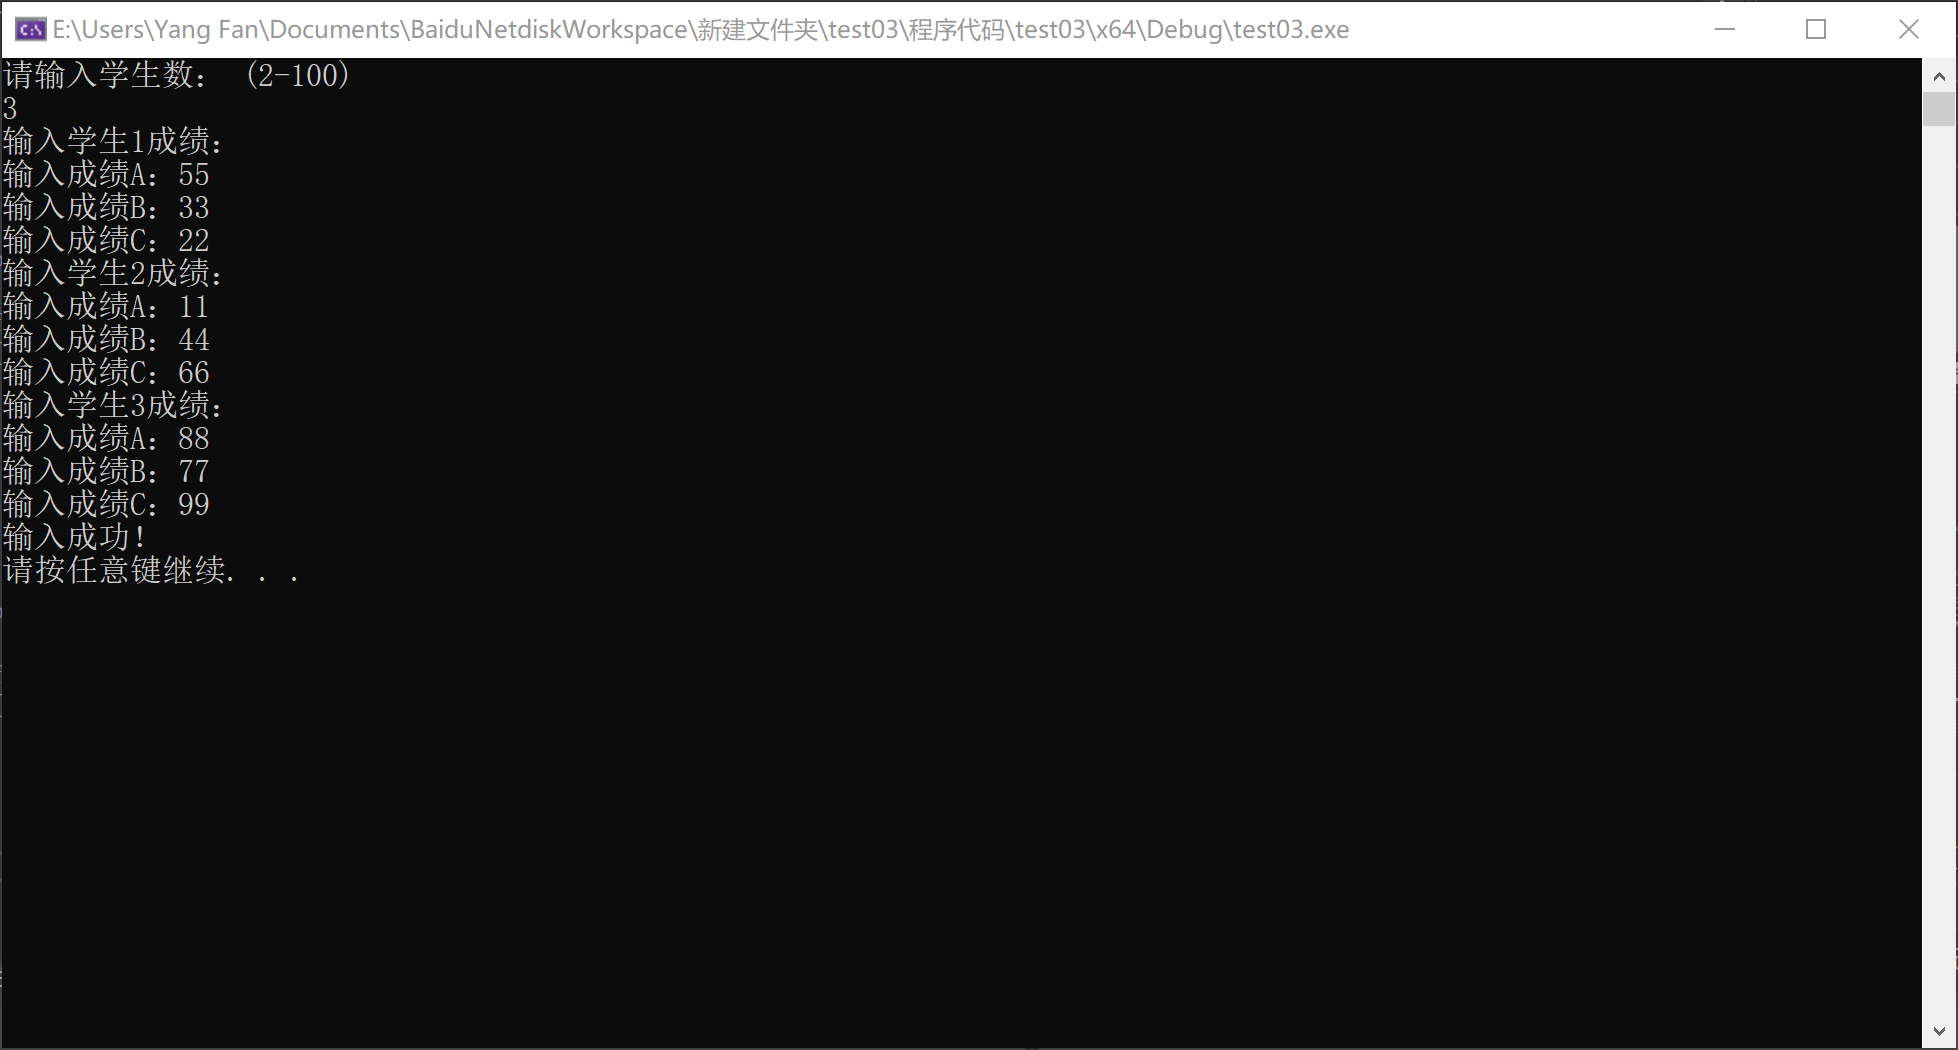 E:\Users\Yang Fan\Documents\BaiduNetdiskWorkspace\新建文件夹\test03\程序代码\test03\x64\Debug\test03.exe
请输入学生数： (2-100)
3
输入学生1成绩：
输入成绩A：55
输入成绩B：33
输入成绩C：22
输入学生2成绩：
输入成绩A：11
输入成绩B：44
输入成绩C：66
输入学生3成绩：
输入成绩A：88
输入成绩B：77
输入成绩C：99
输入成功！
请按任意键继续. . .